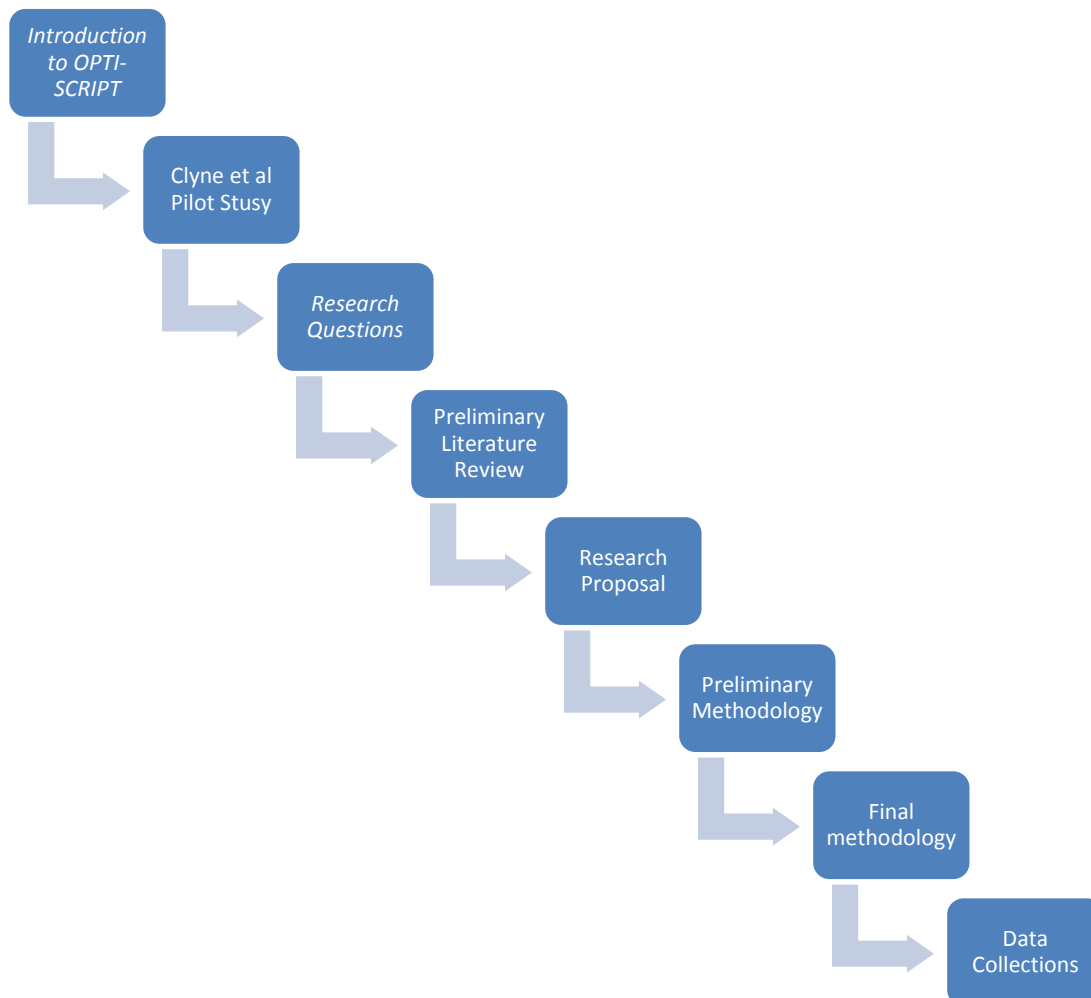 Introduction
to OPTI-
SCRIPT
Clyne et al
Pilot Stusy
Research
Questions
Preliminary
Literature
Review
Research
Proposal
Preliminary
Methodology
Final
methodology
Data
Collections